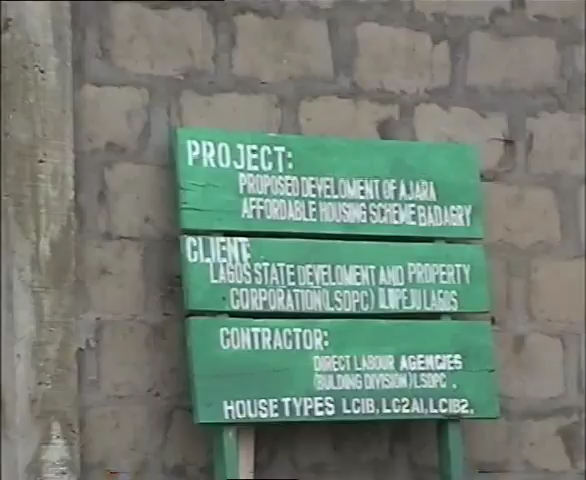 PROJECT:
PROPOSED DEVELOMENT OF AJARA
AFFORDABLE HOUSING SCHEME BADAGRY
CLIENT:
LAGOS STATE DEVELOMENT AND PROPERTY
CORPORATION(LSDPC) ILUPEJU LAGOS
CONTRACTOR:
DIRECT LABOUR AGENCIES
(BUILDING DIVISION) LSDPC.
HOUSE TYPES LC1B, LC2A1, LC1B2.